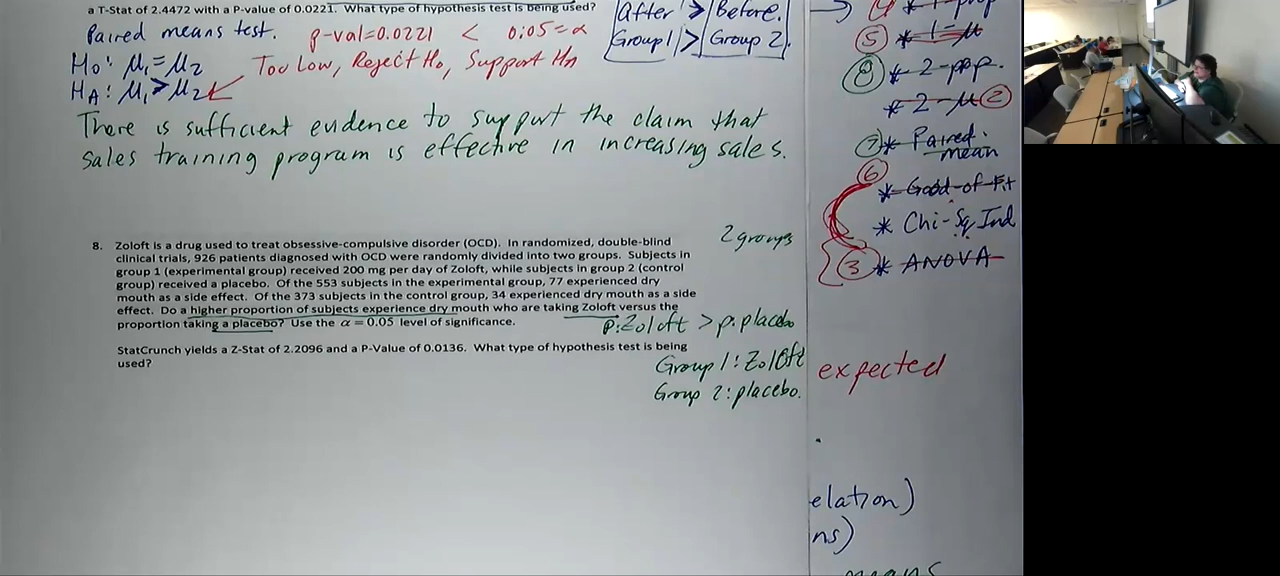 a T-Stat of 2.4472 with a P-value of 0.0221. What type of hypothesis test is being used?
Paired means test. p-val=0.0221 < 0.05=α
H₀: μ₁=μ₂
Too Low, Reject H₀, Support Hₐ
Hᴀ: μ₁>μ₂
There is sufficient evidence to support the claim that
sales training program is effective in increasing sales.
After > Before.
Group 1 > Group 2.
8. Zoloft is a drug used to treat obsessive-compulsive disorder (OCD). In randomized, double-blind
clinical trials, 926 patients diagnosed with OCD were randomly divided into two groups. Subjects in
group 1 (experimental group) received 200 mg per day of Zoloft, while subjects in group 2 (control
group) received a placebo. Of the 553 subjects in the experimental group, 77 experienced dry
mouth as a side effect. Of the 373 subjects in the control group, 34 experienced dry mouth as a side
effect. Do a higher proportion of subjects experience dry mouth who are taking Zoloft versus the
proportion taking a placebo? Use the α = 0.05 level of significance.
2 groups
p:Zoloft > p:placebo
StatCrunch yields a Z-Stat of 2.2096 and a P-Value of 0.0136. What type of hypothesis test is being
used?
Group 1: Zoloft
Group 2: placebo.
⑤ * 1-μ
⑧ * 2-prop.
* 2-μ ②
⑦ * Paired
mean
⑥
* Good-of-Fit
* Chi-Sq Ind
③ * ANOVA
expected
elation)
ns)
means